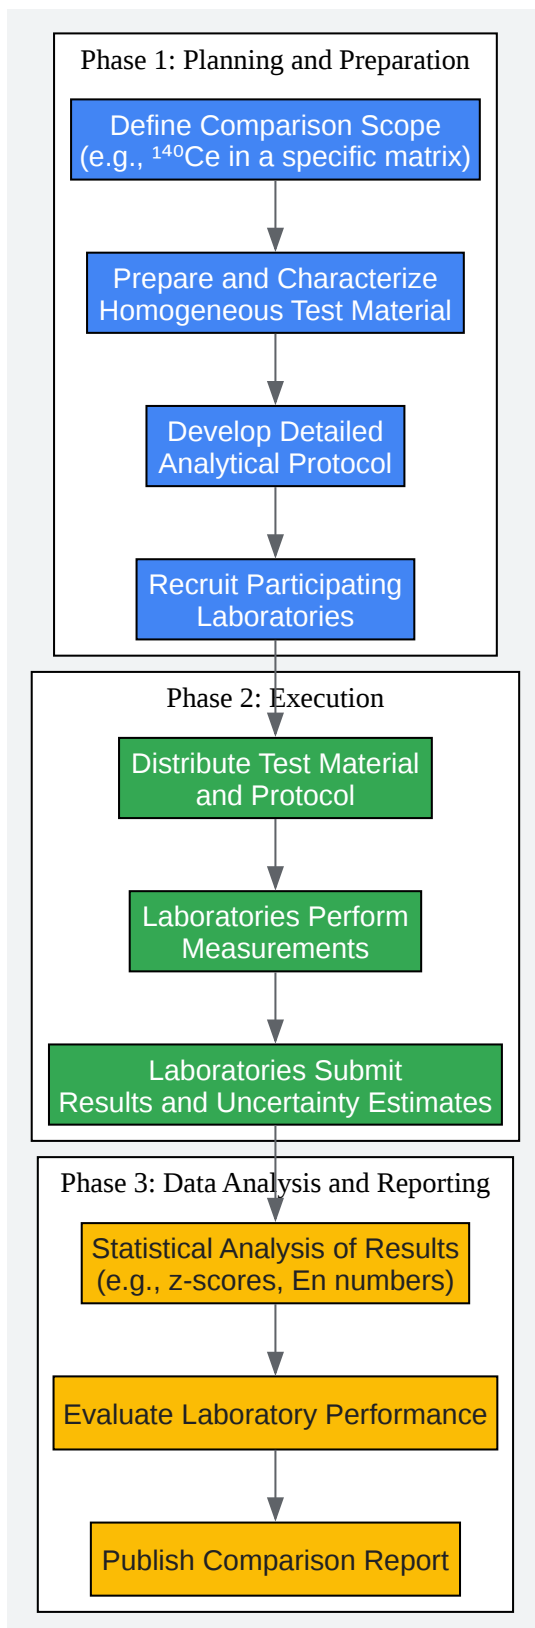 Phase 1: Planning and Preparation
Define Comparison Scope
(e.g., ¹⁴⁰Ce in a specific matrix)
Prepare and Characterize
Homogeneous Test Material
Develop Detailed
Analytical Protocol
Recruit Participating
Laboratories
Phase 2: Execution
Distribute Test Material
and Protocol
Laboratories Perform
Measurements
Laboratories Submit
Results and Uncertainty Estimates
Phase 3: Data Analysis and Reporting
Statistical Analysis of Results
(e.g., z-scores, En numbers)
Evaluate Laboratory Performance
Publish Comparison Report